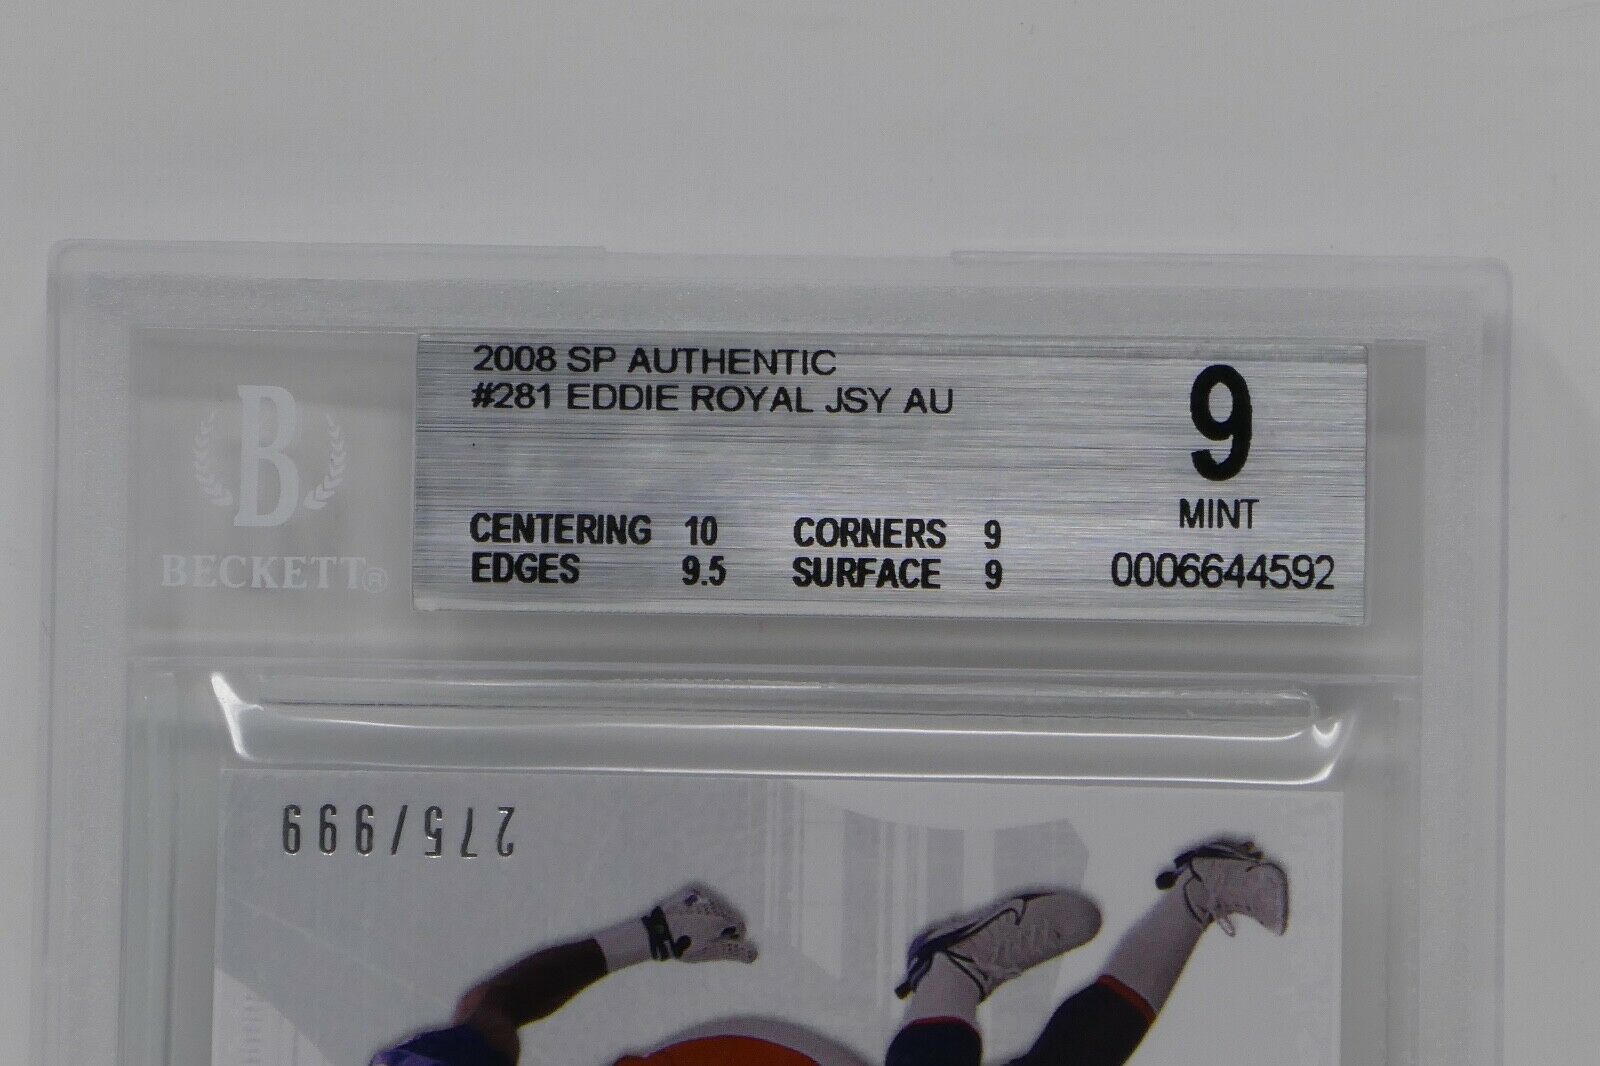 2008 SP AUTHENTIC
#281 EDDIE ROYAL JSY AU
9
MINT
CENTERING 10 CORNERS 9
EDGES 9.5 SURFACE 9
0006644592
B
BECKETT®
275/999